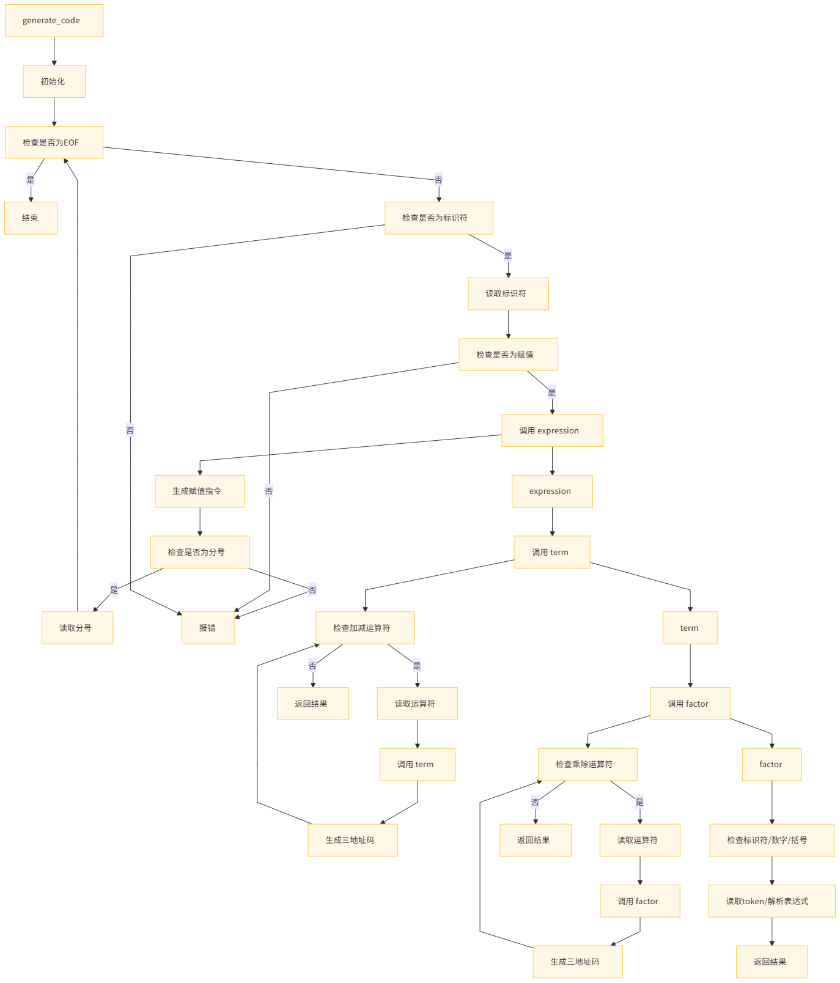 generate_code
初始化
检查是否为EOF
是
否
结束
检查是否为标识符
是
读取标识符
检查是否为赋值
是
否
否
调用 expression
生成赋值指令
expression
检查是否为分号
调用 term
是
否
读取分号
报错
检查加减运算符
term
否
是
返回结果
读取运算符
调用 factor
调用 term
检查乘除运算符
factor
否
是
生成三地址码
返回结果
读取运算符
检查标识符/数字/括号
调用 factor
读取token/解析表达式
生成三地址码
返回结果